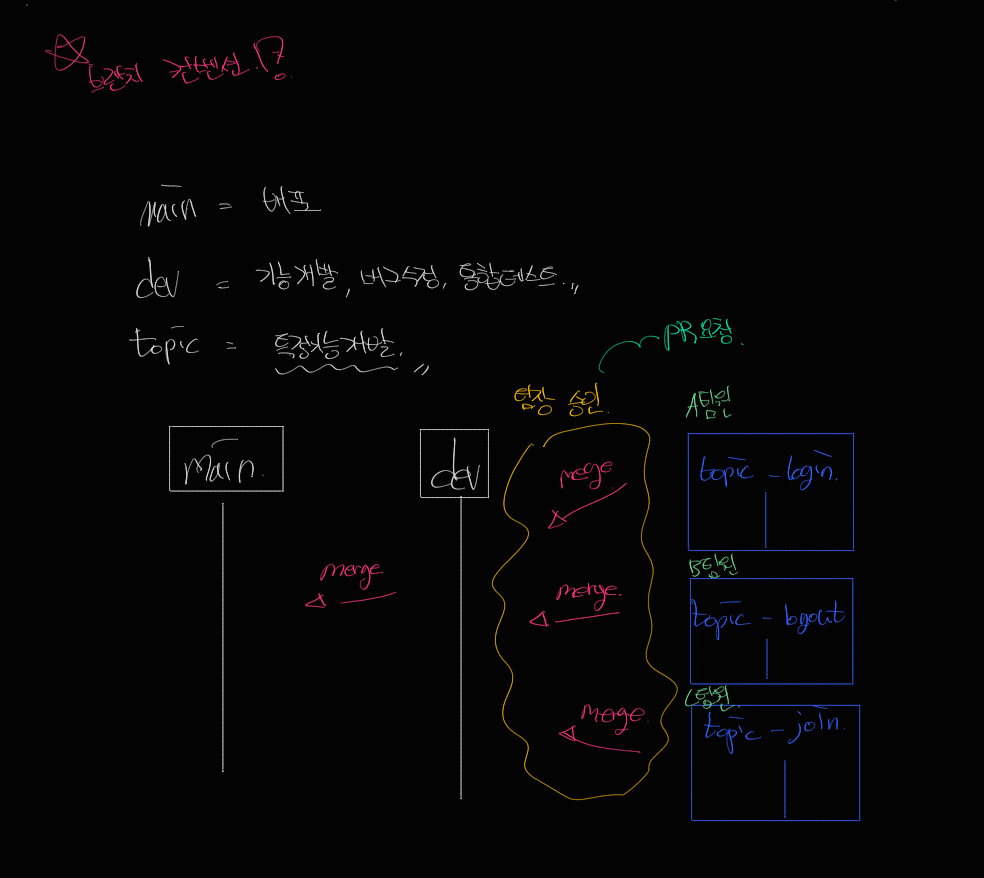 브랜치 컨벤션!?
main = 배포
dev = 기능개발, 버그수정, 통합테스트..,,
topic = 특정기능개발. ,,
PR요청.
팀장 승인.
A팀원
main.
dev
merge
topic - login.
B팀원
merge
merge.
topic - logout
C팀원
merge.
topic - join.